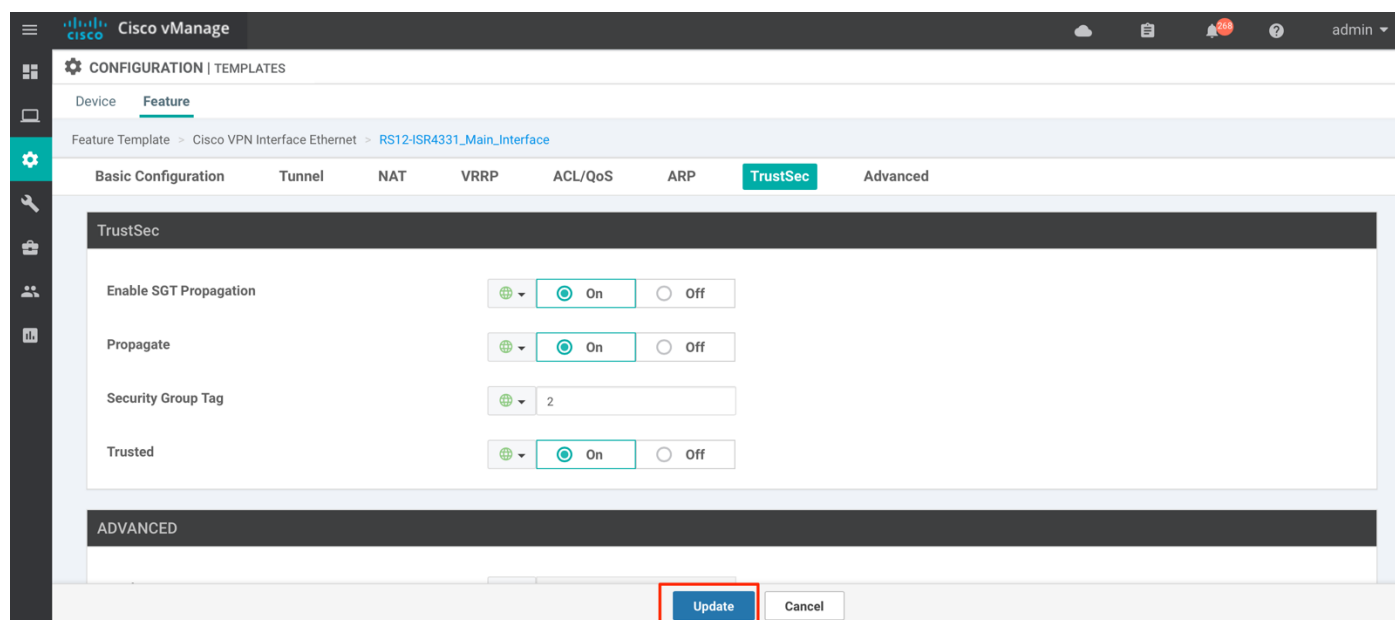 CISCO Cisco vManage 268 admin
CONFIGURATION | TEMPLATES
Device Feature
Feature Template > Cisco VPN Interface Ethernet > RS12-ISR4331_Main_Interface
Basic Configuration Tunnel NAT VRRP ACL/QoS ARP TrustSec Advanced
TrustSec
Enable SGT Propagation On Off
Propagate On Off
Security Group Tag 2
Trusted On Off
ADVANCED
Update Cancel